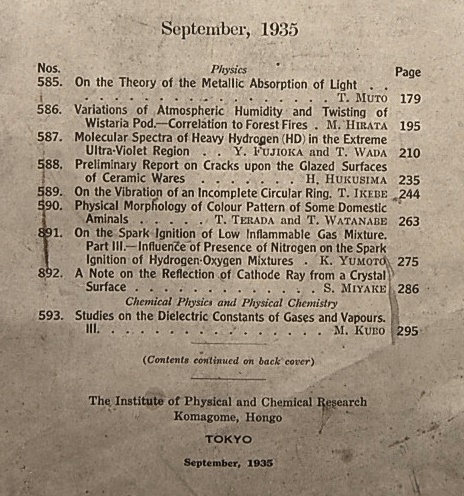 September, 1935
Nos. Physics Page
585. On the Theory of the Metallic Absorption of Light . .
. . . . . . . . . . . . . . . . T. MUTO 179
586. Variations of Atmospheric Humidity and Twisting of
Wistaria Pod.—Correlation to Forest Fires . M. HIRATA 195
587. Molecular Spectra of Heavy Hydrogen (HD) in the Extreme
Ultra-Violet Region . . Y. FUJIOKA and T. WADA 210
588. Preliminary Report on Cracks upon the Glazed Surfaces
of Ceramic Wares . . . . . . . H. HUKUSIMA 235
589. On the Vibration of an Incomplete Circular Ring. T. IKEBE 244
590. Physical Morphology of Colour Pattern of Some Domestic
Aminals . . . . . . T. TERADA and T. WATANABE 263
891. On the Spark Ignition of Low Inflammable Gas Mixture.
Part III.—Influence of Presence of Nitrogen on the Spark
Ignition of Hydrogen-Oxygen Mixtures . K. YUMOTO 275
892. A Note on the Reflection of Cathode Ray from a Crystal
Surface . . . . . . . . . . . . . . S. MIYAKE 286
Chemical Physics and Physical Chemistry
593. Studies on the Dielectric Constants of Gases and Vapours.
III. . . . . . . . . . . . . . . . . M. KUBO 295
(Contents continued on back cover)
The Institute of Physical and Chemical Research
Komagome, Hongo
TOKYO
September, 1935